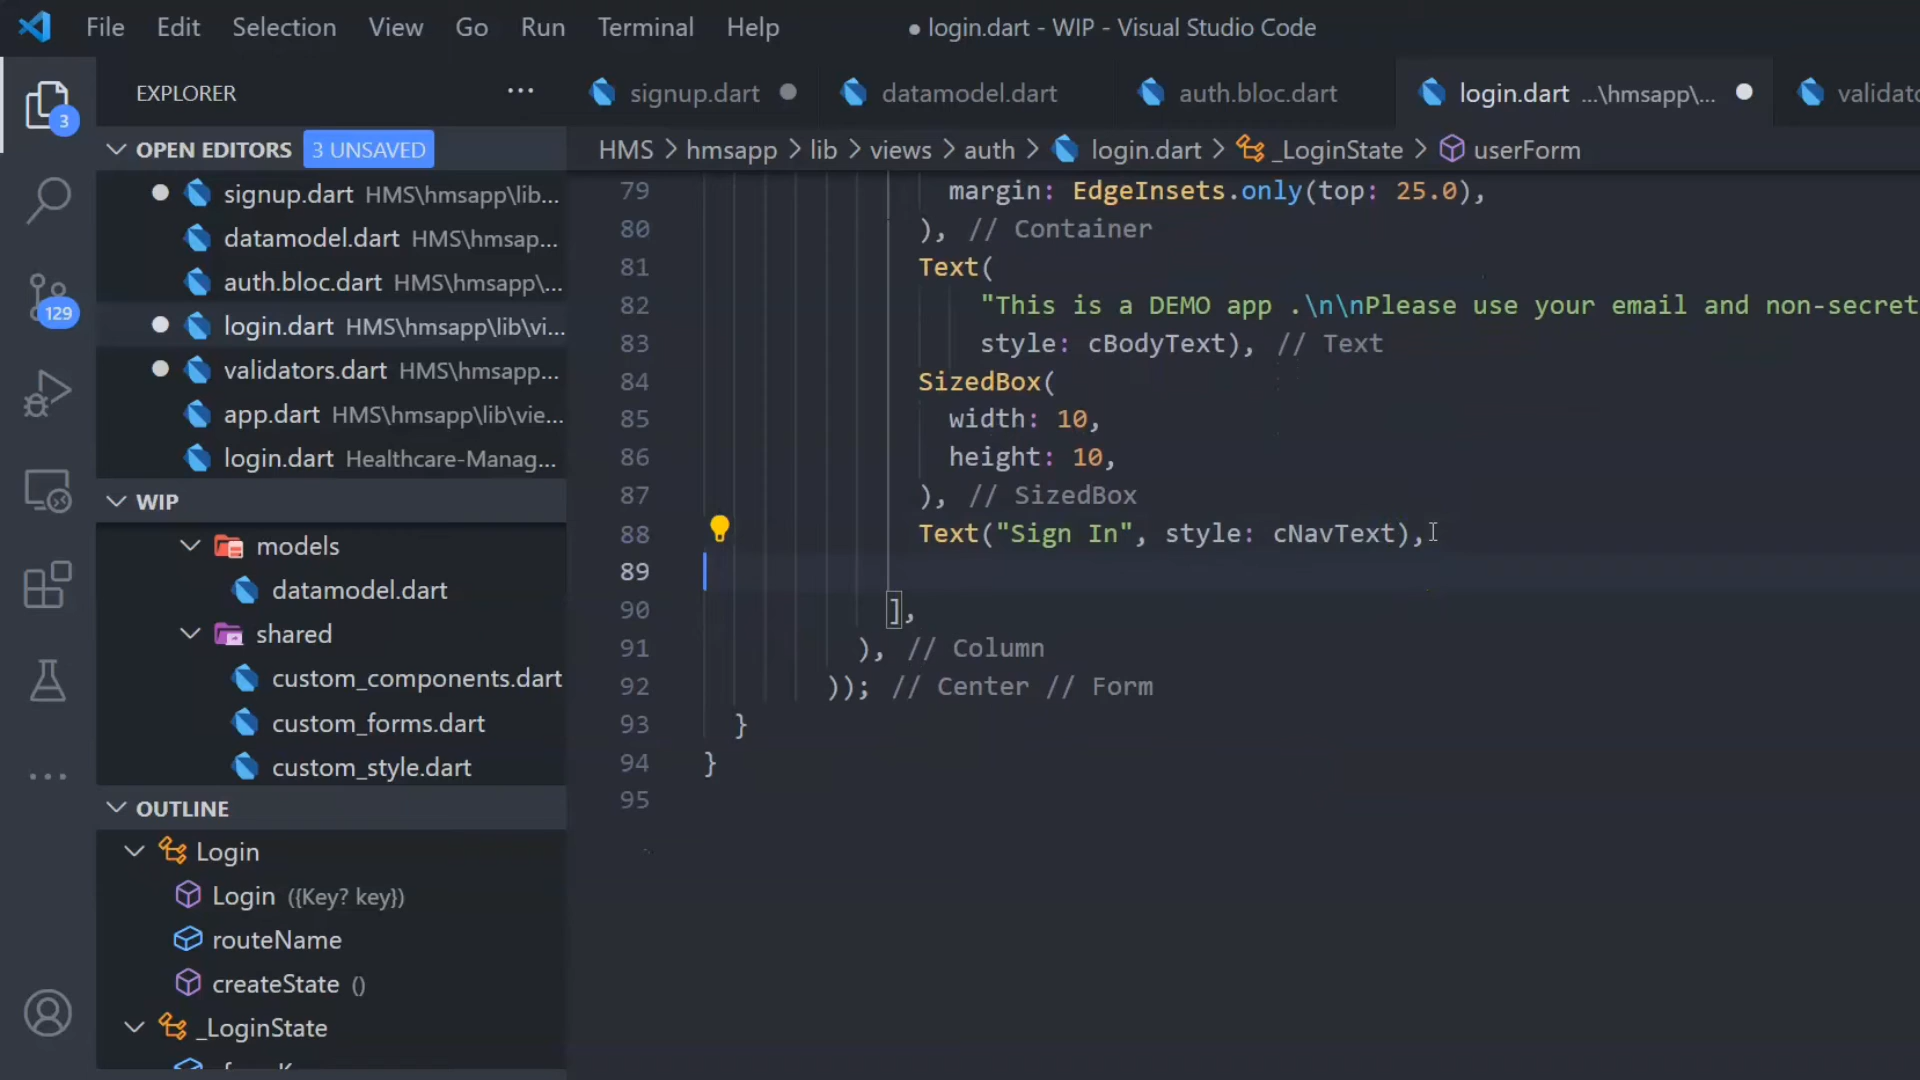 File Edit Selection View Go Run Terminal Help ● login.dart - WIP - Visual Studio Code
EXPLORER ···
signup.dart datamodel.dart auth.bloc.dart login.dart ...\hmsapp\...
OPEN EDITORS 3 UNSAVED
HMS > hmsapp > lib > views > auth > login.dart > _LoginState > userForm
3
signup.dart HMS\hmsapp\lib...
datamodel.dart HMS\hmsap...
auth.bloc.dart HMS\hmsapp\...
129
login.dart HMS\hmsapp\lib\vi...
validators.dart HMS\hmsapp...
app.dart HMS\hmsapp\lib\vie...
login.dart Healthcare-Manag...
WIP
models
datamodel.dart
shared
custom_components.dart
custom_forms.dart
custom_style.dart
OUTLINE
Login
Login ({Key? key})
routeName
createState ()
_LoginState
79 margin: EdgeInsets.only(top: 25.0),
80 ), // Container
81 Text(
82 "This is a DEMO app .\n\nPlease use your email and non-secret
83 style: cBodyText), // Text
84 SizedBox(
85 width: 10,
86 height: 10,
87 ), // SizedBox
88 Text("Sign In", style: cNavText),
89
90 ],
91 ), // Column
92 )); // Center // Form
93 }
94 }
95